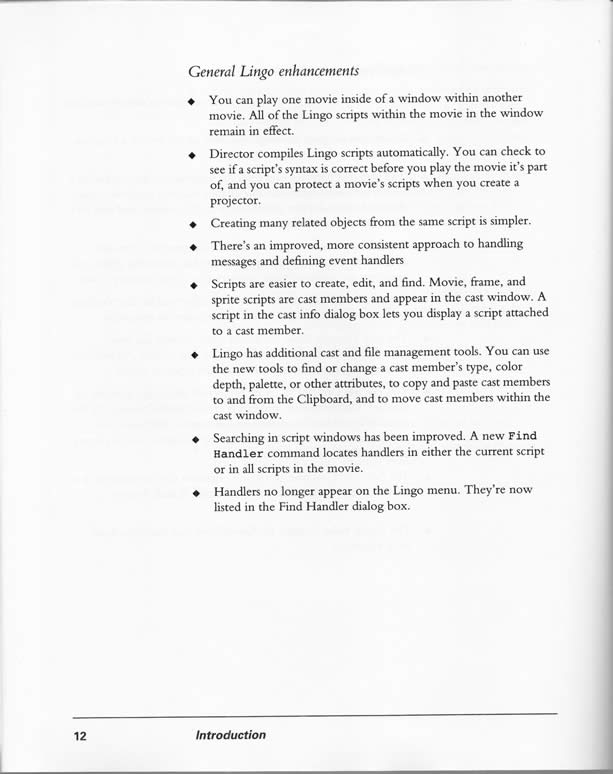 General Lingo enhancements
◆ You can play one movie inside of a window within another
movie. All of the Lingo scripts within the movie in the window
remain in effect.
◆ Director compiles Lingo scripts automatically. You can check to
see if a script's syntax is correct before you play the movie it's part
of, and you can protect a movie's scripts when you create a
projector.
◆ Creating many related objects from the same script is simpler.
◆ There's an improved, more consistent approach to handling
messages and defining event handlers
◆ Scripts are easier to create, edit, and find. Movie, frame, and
sprite scripts are cast members and appear in the cast window. A
script in the cast info dialog box lets you display a script attached
to a cast member.
◆ Lingo has additional cast and file management tools. You can use
the new tools to find or change a cast member's type, color
depth, palette, or other attributes, to copy and paste cast members
to and from the Clipboard, and to move cast members within the
cast window.
◆ Searching in script windows has been improved. A new Find
Handler command locates handlers in either the current script
or in all scripts in the movie.
◆ Handlers no longer appear on the Lingo menu. They're now
listed in the Find Handler dialog box.
12 Introduction